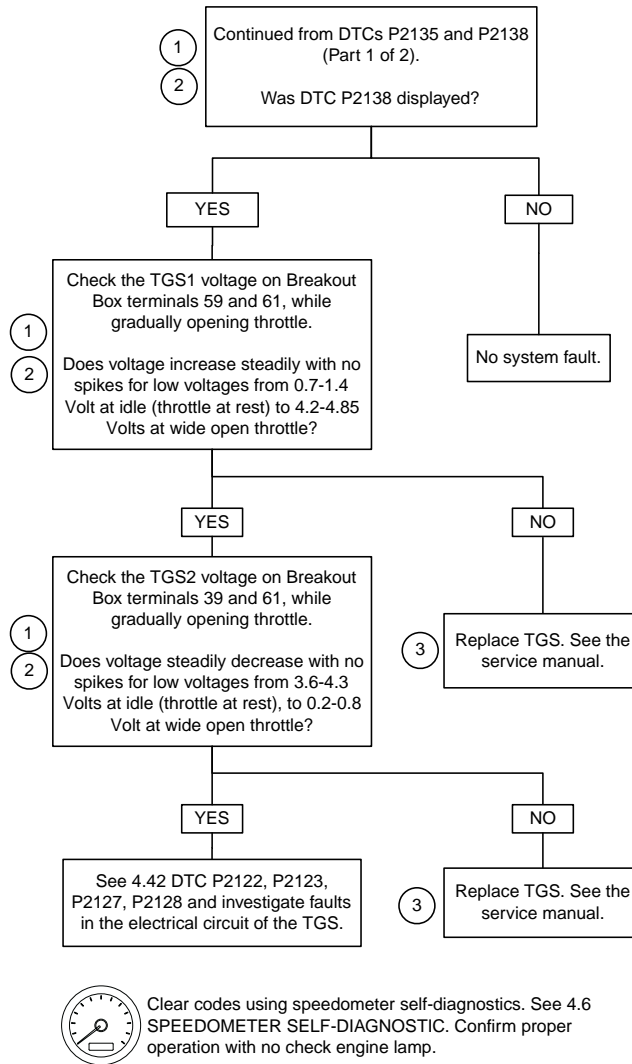 1
2
Continued from DTCs P2135 and P2138
(Part 1 of 2).
Was DTC P2138 displayed?
YES
NO
1
2
Check the TGS1 voltage on Breakout
Box terminals 59 and 61, while
gradually opening throttle.
Does voltage increase steadily with no
spikes for low voltages from 0.7-1.4
Volt at idle (throttle at rest) to 4.2-4.85
Volts at wide open throttle?
No system fault.
YES
NO
1
2
Check the TGS2 voltage on Breakout
Box terminals 39 and 61, while
gradually opening throttle.
Does voltage steadily decrease with no
spikes for low voltages from 3.6-4.3
Volts at idle (throttle at rest), to 0.2-0.8
Volt at wide open throttle?
3
Replace TGS. See the
service manual.
YES
NO
See 4.42 DTC P2122, P2123,
P2127, P2128 and investigate faults
in the electrical circuit of the TGS.
3
Replace TGS. See the
service manual.
Clear codes using speedometer self-diagnostics. See 4.6
SPEEDOMETER SELF-DIAGNOSTIC. Confirm proper
operation with no check engine lamp.